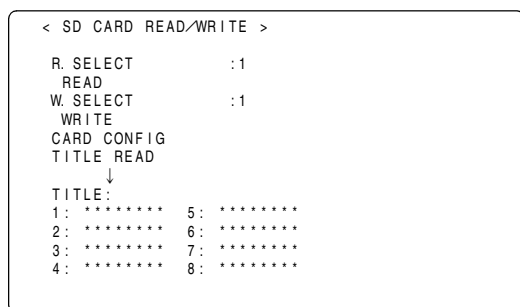 < SD CARD READ/WRITE >
R. SELECT :1
READ
W. SELECT :1
WRITE
CARD CONFIG
TITLE READ
↓
TITLE:
1: ******** 5: ********
2: ******** 6: ********
3: ******** 7: ********
4: ******** 8: ********